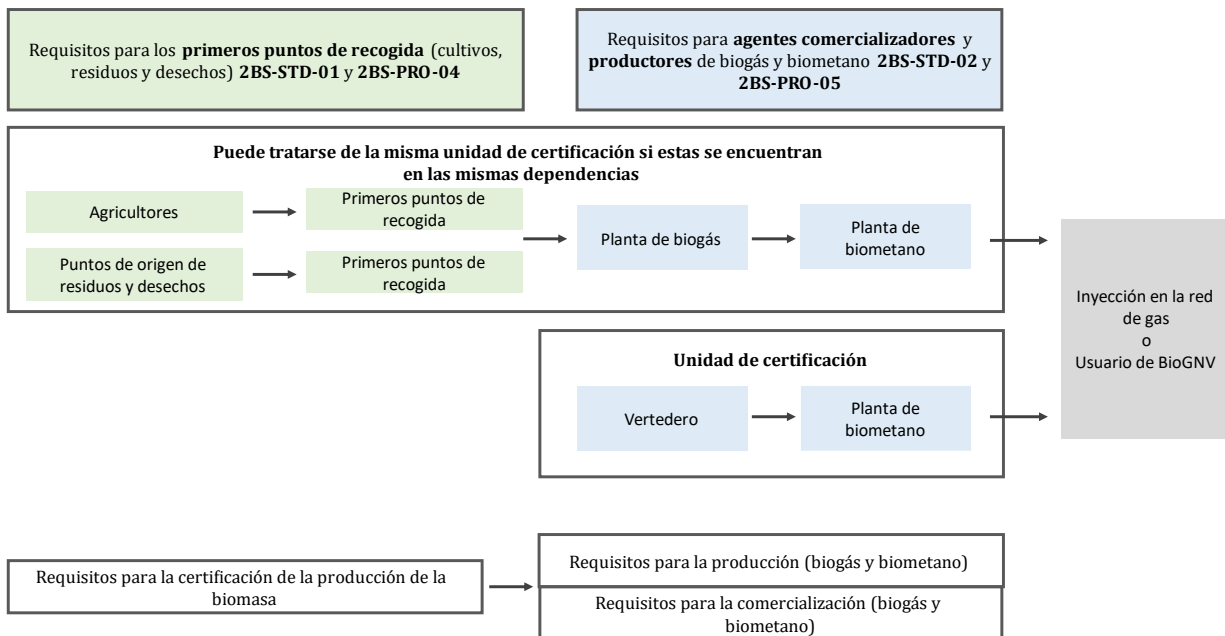 Requisitos para los primeros puntos de recogida (cultivos,
residuos y desechos) 2BS-STD-01 y 2BS-PRO-04
Requisitos para agentes comercializadores y
productores de biogás y biometano 2BS-STD-02 y
2BS-PRO-05
Puede tratarse de la misma unidad de certificación si estas se encuentran
en las mismas dependencias
Agricultores
Primeros puntos de
recogida
Puntos de origen de
residuos y desechos
Primeros puntos de
recogida
Planta de biogás
Planta de
biometano
Inyección en la red
de gas
o
Usuario de BioGNV
Unidad de certificación
Vertedero
Planta de
biometano
Requisitos para la certificación de la producción de la
biomasa
Requisitos para la producción (biogás y biometano)
Requisitos para la comercialización (biogás y
biometano)